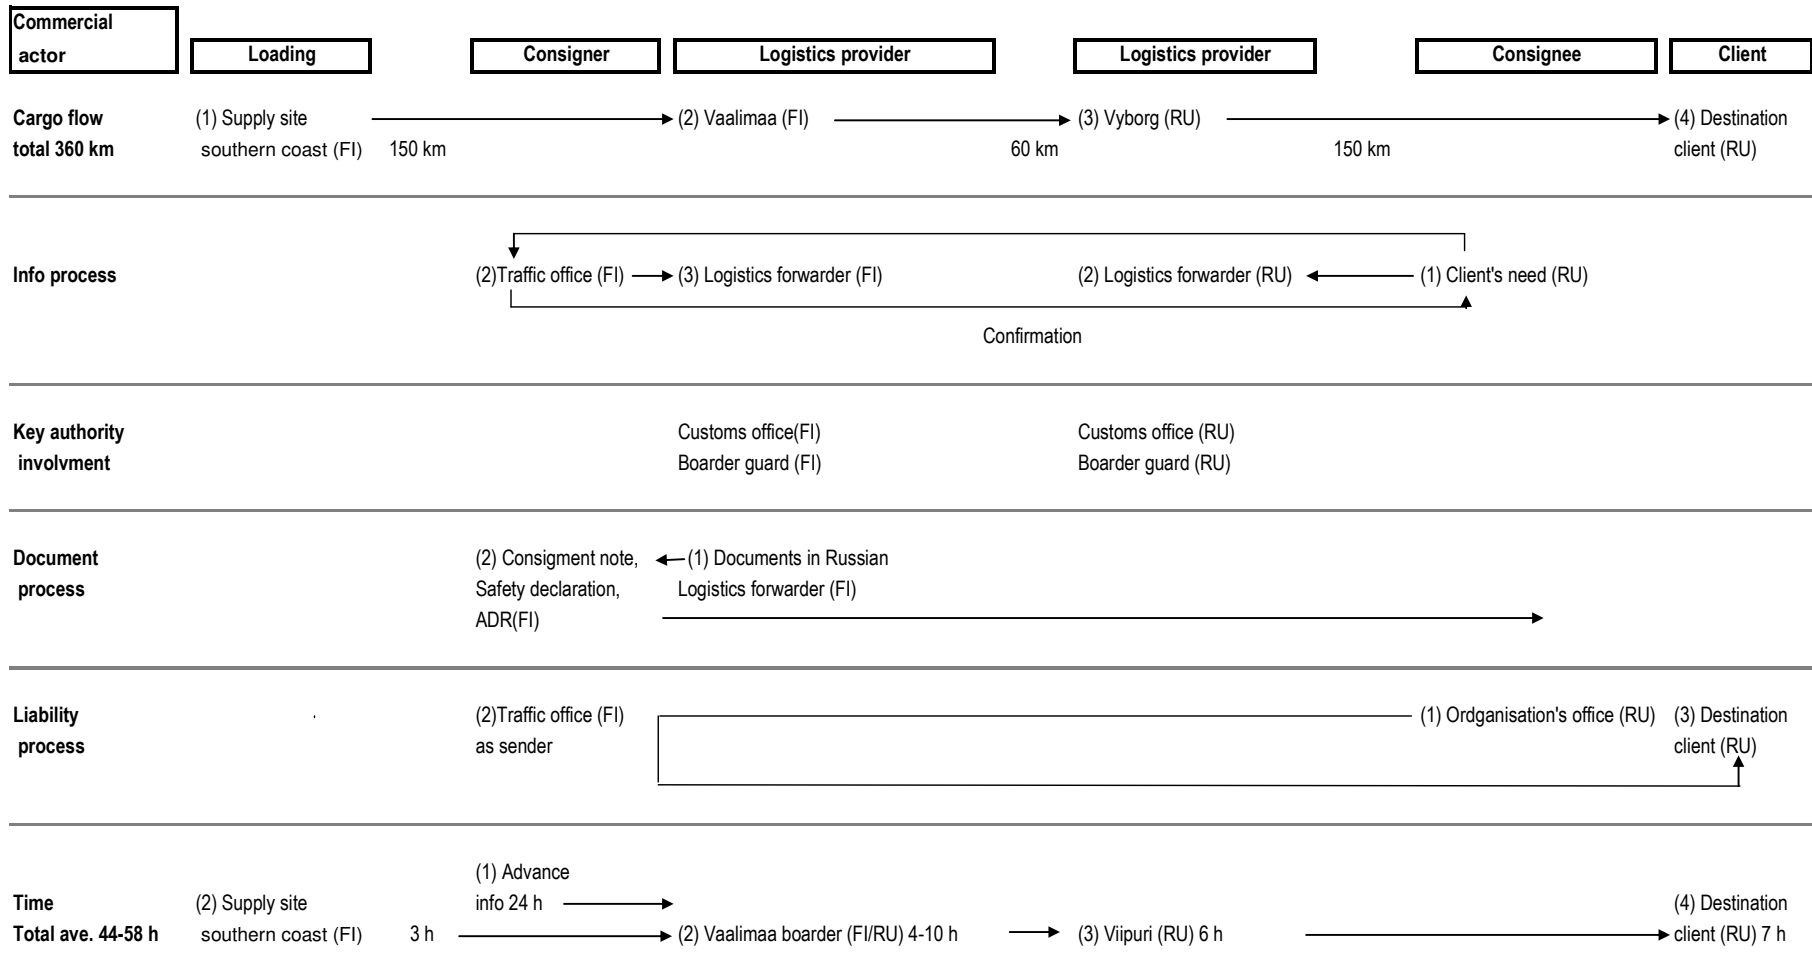 Commercial
actor
Loading
Consigner
Logistics provider
Logistics provider
Consignee
Client
Cargo flow
total 360 km
(1) Supply site
southern coast (FI)
150 km
(2) Vaalimaa (FI)
60 km
(3) Vyborg (RU)
150 km
(4) Destination
client (RU)
Info process
(2)Traffic office (FI)
(3) Logistics forwarder (FI)
(2) Logistics forwarder (RU)
(1) Client's need (RU)
Confirmation
Key authority
involvment
Customs office(FI)
Boarder guard (FI)
Customs office (RU)
Boarder guard (RU)
Document
process
(2) Consigment note,
Safety declaration,
ADR(FI)
(1) Documents in Russian
Logistics forwarder (FI)
Liability
process
(2)Traffic office (FI)
as sender
(1) Ordganisation's office (RU)
(3) Destination
client (RU)
Time
Total ave. 44-58 h
(2) Supply site
southern coast (FI)
3 h
(1) Advance
info 24 h
(2) Vaalimaa boarder (FI/RU) 4-10 h
(3) Viipuri (RU) 6 h
(4) Destination
client (RU) 7 h